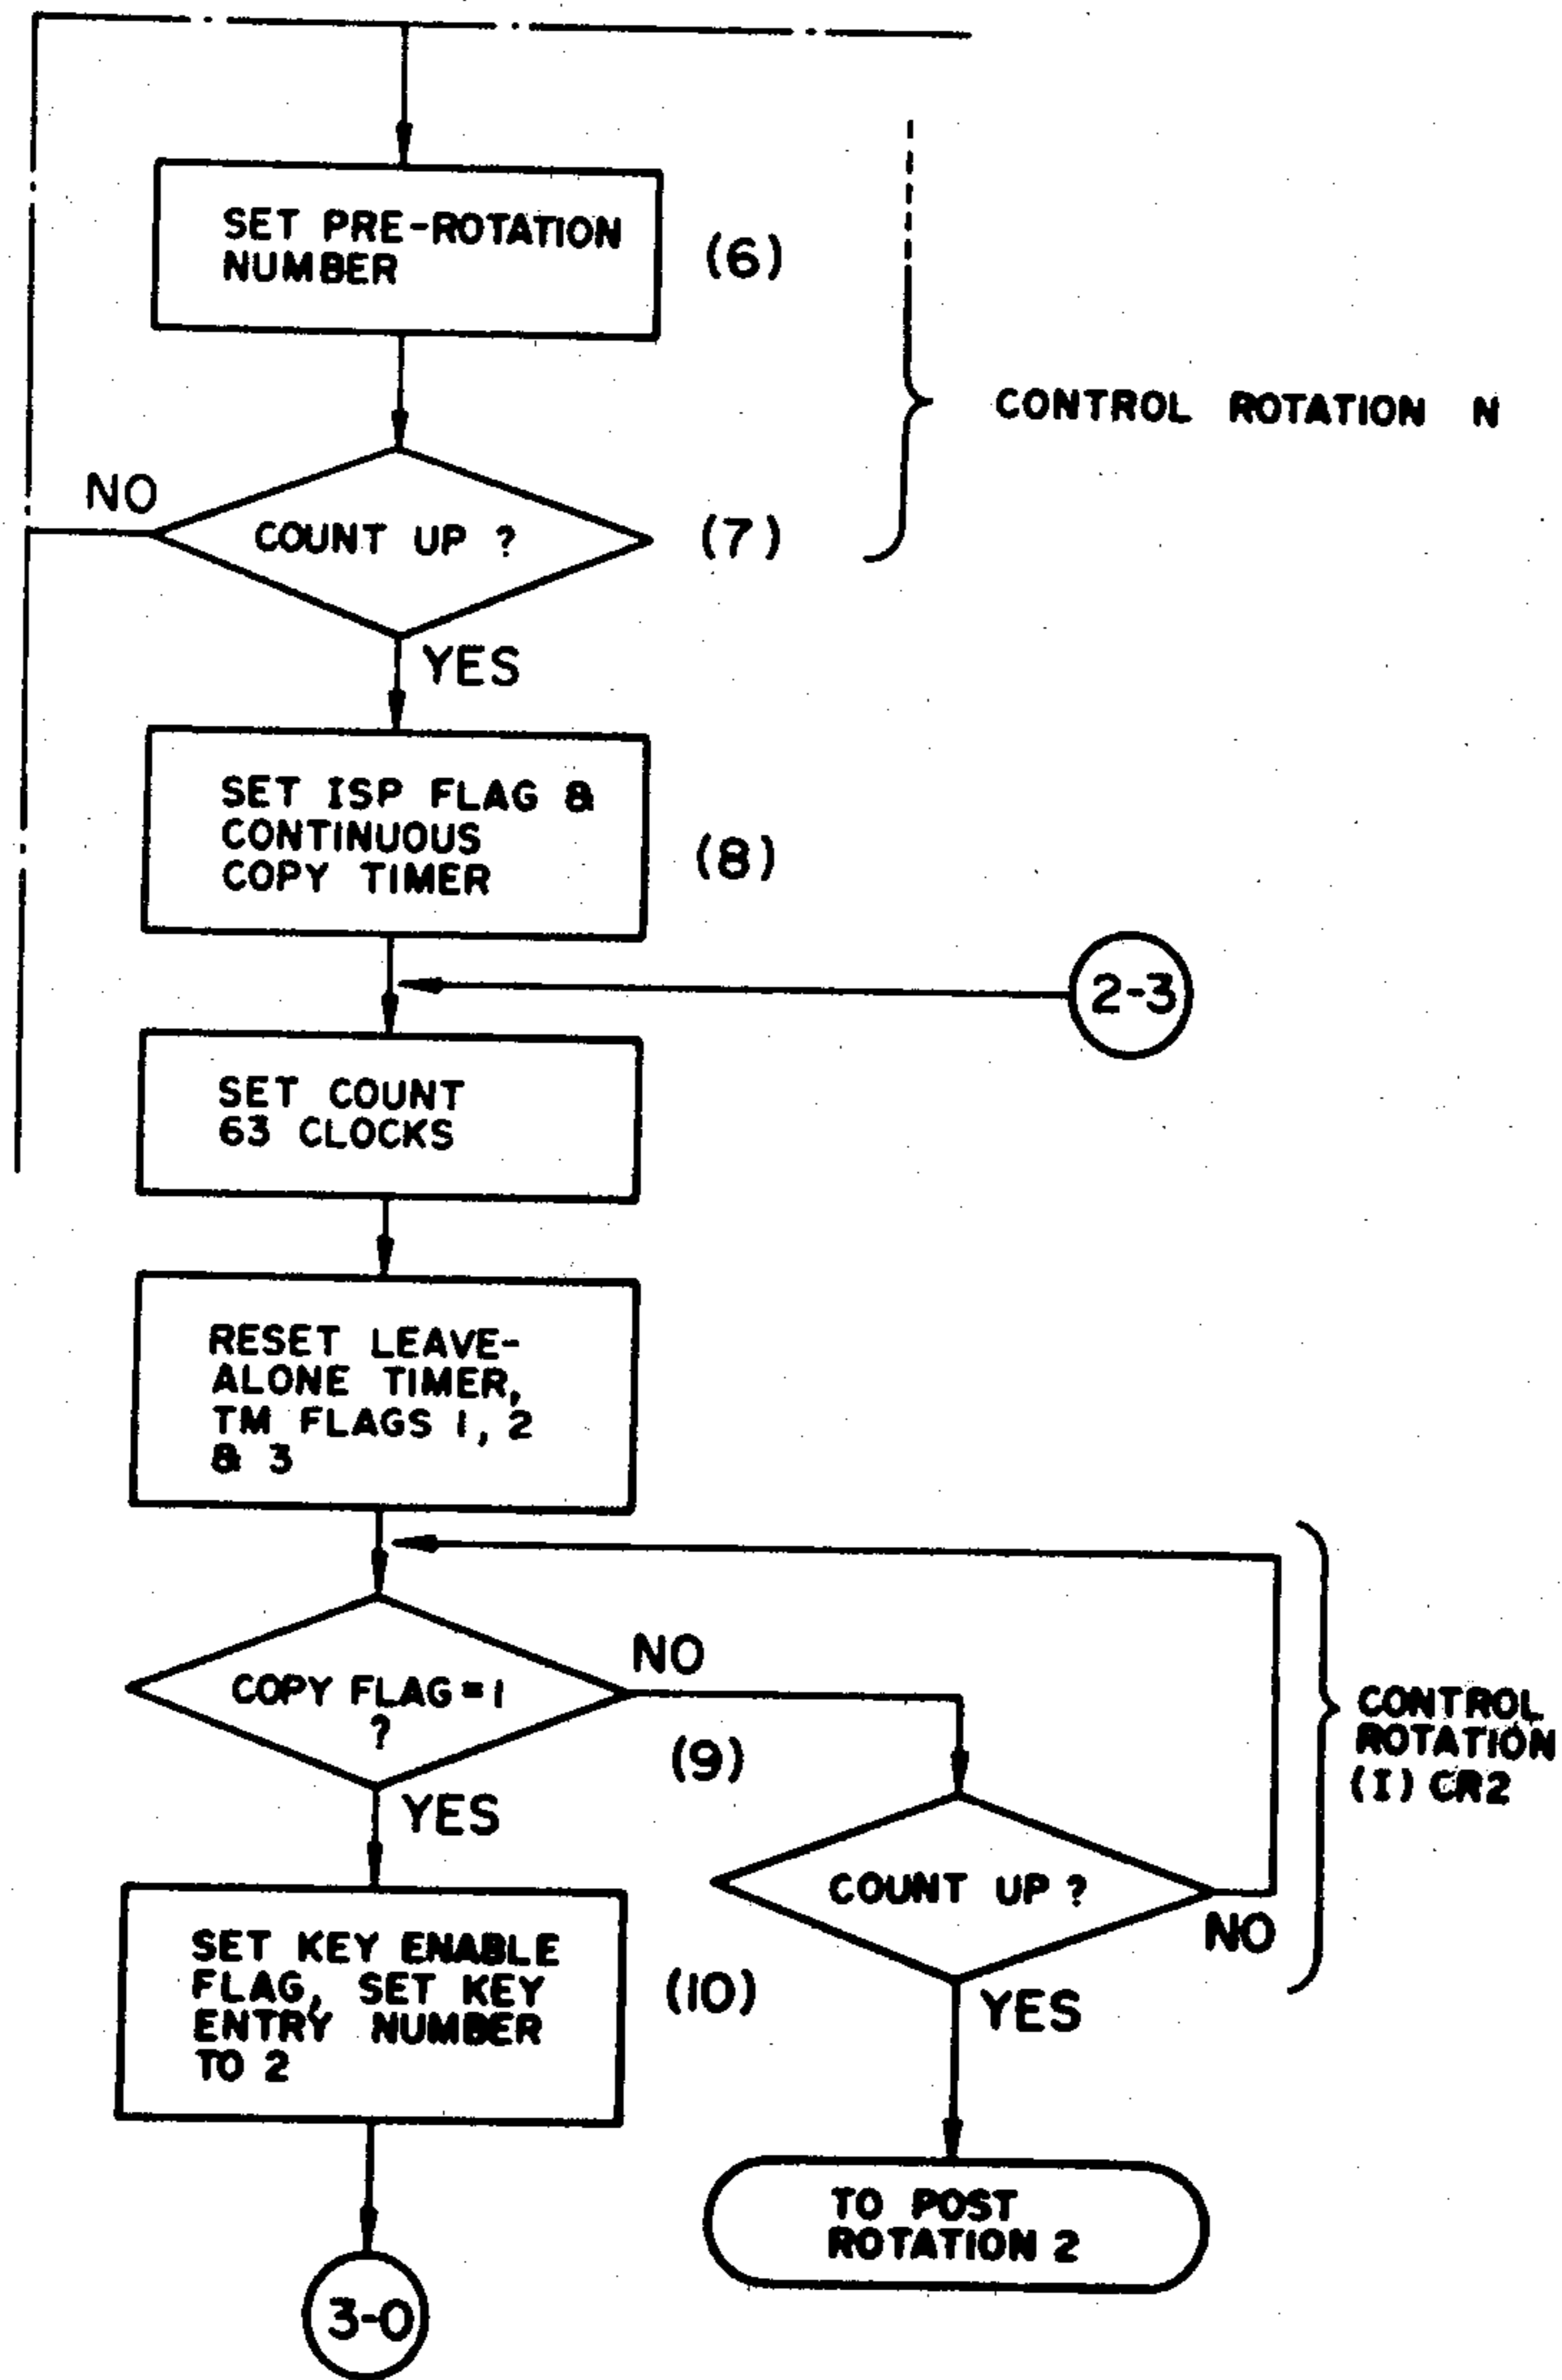 SET PRE-ROTATION
NUMBER
(6)
CONTROL ROTATION N
NO
COUNT UP ?
(7)
YES
SET ISP FLAG &
CONTINUOUS
COPY TIMER
(8)
2-3
SET COUNT
63 CLOCKS
RESET LEAVE-
ALONE TIMER,
TM FLAGS 1, 2
& 3
COPY FLAG = 1
?
NO
(9)
YES
CONTROL
ROTATION
(I) CR2
COUNT UP ?
NO
YES
SET KEY ENABLE
FLAG, SET KEY
ENTRY NUMBER
TO 2
(10)
TO POST
ROTATION 2
3-0